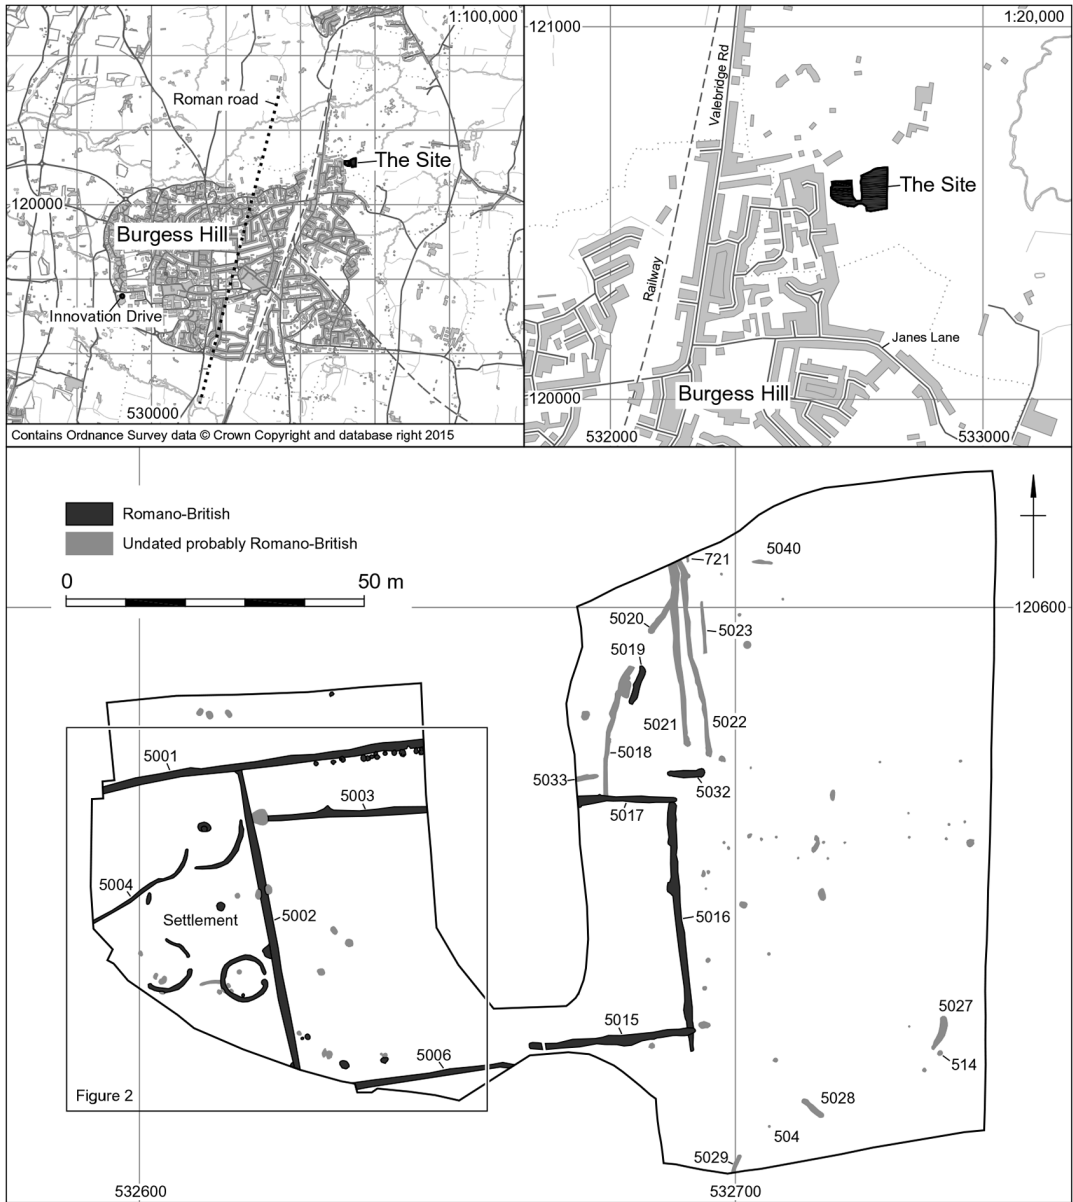 1:100,000
Roman road
The Site
120000
Burgess Hill
Innovation Drive
530000
Contains Ordnance Survey data © Crown Copyright and database right 2015
121000
1:20,000
Valebridge Rd
The Site
Railway
Janes Lane
Burgess Hill
120000
532000
533000
Romano-British
Undated probably Romano-British
0
50 m
721
5040
120600
5020
5023
5019
5021
5022
5018
5033
5032
5017
5001
5003
5004
Settlement
5002
5016
5015
5006
5027
514
5028
504
5029
Figure 2
532600
532700